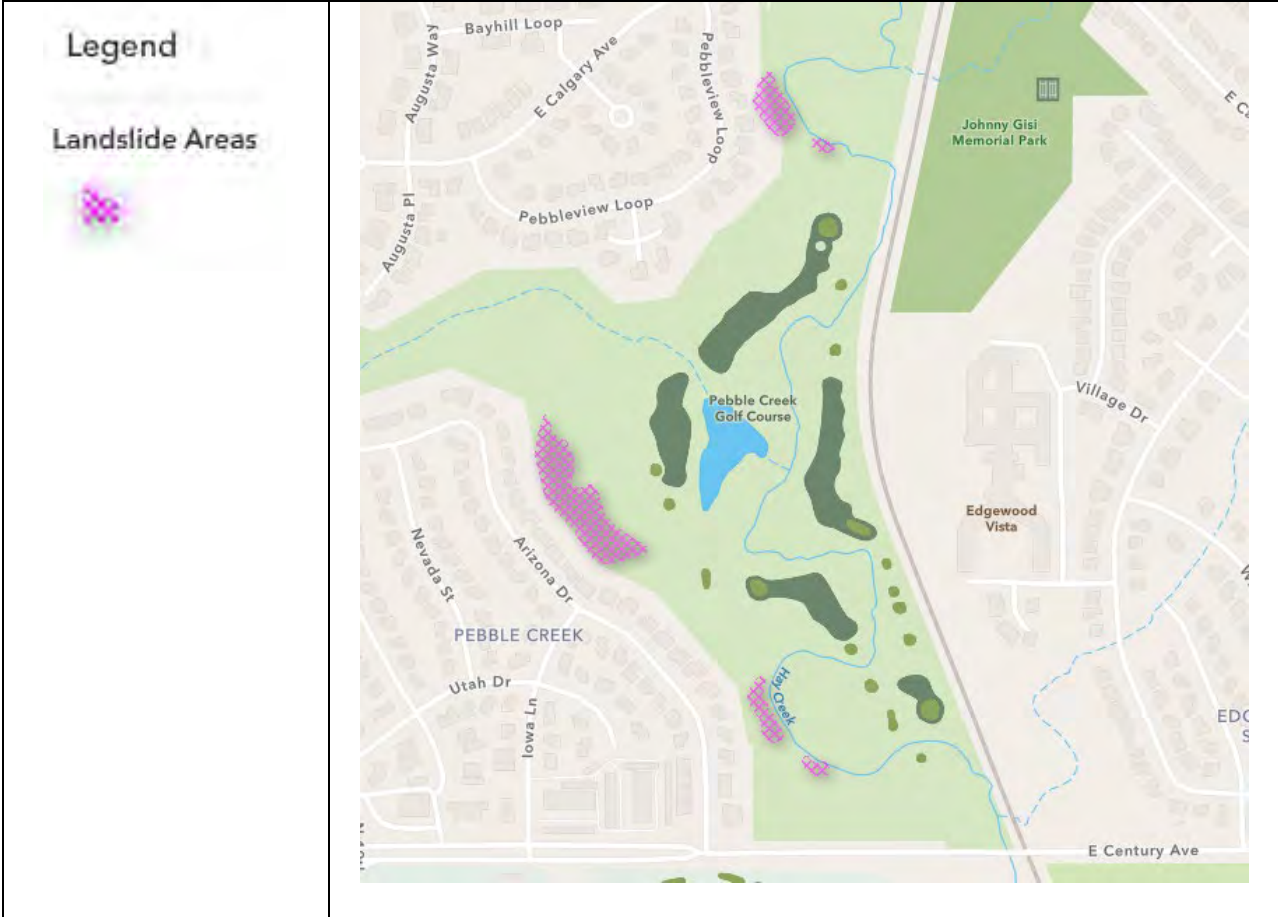 Legend
Landslide Areas
Bayhill Loop
Augusta Way
E Calgary Ave
Pebbleview Loop
Johnny Gisi
Memorial Park
Augusta Pl
Pebbleview Loop
Village Dr
Pebble Creek
Golf Course
Edgewood
Vista
Nevada St
Arizona Dr
PEBBLE CREEK
Utah Dr
Iowa Ln
Hay Creek
E Century Ave